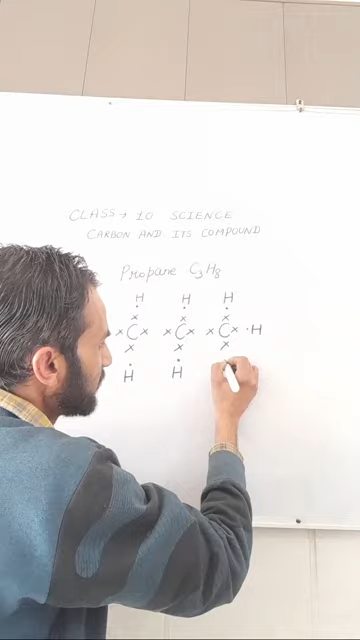 CLASS → 10 SCIENCE
CARBON AND ITS COMPOUND
Propane C₃H₈
H H H
• • •
x x x
x C x x C x x C x • H
x x x
• •
H H